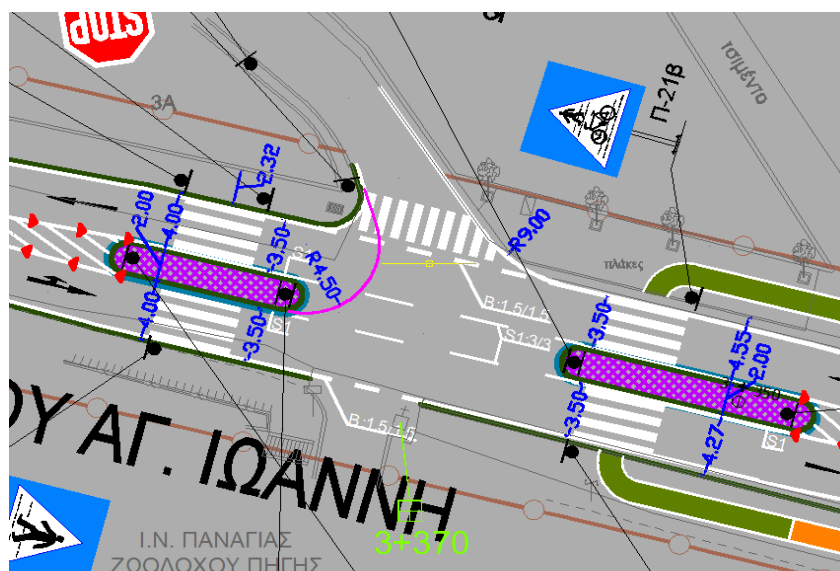 STOP
3A
2.32
Π-21β
2.00
4.00
3.50
R4.50
R9.00
πλάκες
S1
4.00
3.50
B:1.5/1.5
S1:3/3
3.50
4.55
2.00
3.50
4.27
S1
B:1.5/1.5
ΟΥ ΑΓ. ΙΩΑΝΝΗ
3+370
Ι.Ν. ΠΑΝΑΓΙΑΣ
ΖΩΟΔΟΧΟΥ ΠΗΓΗΣ
3.50